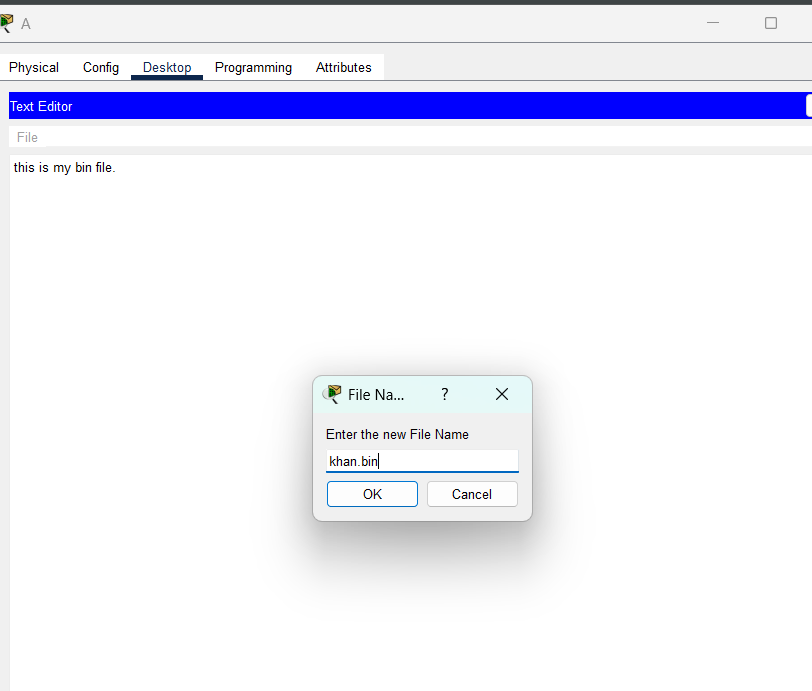 A
Physical Config Desktop Programming Attributes
Text Editor
File
this is my bin file.
File Na... ?
Enter the new File Name
khan.bin
OK Cancel